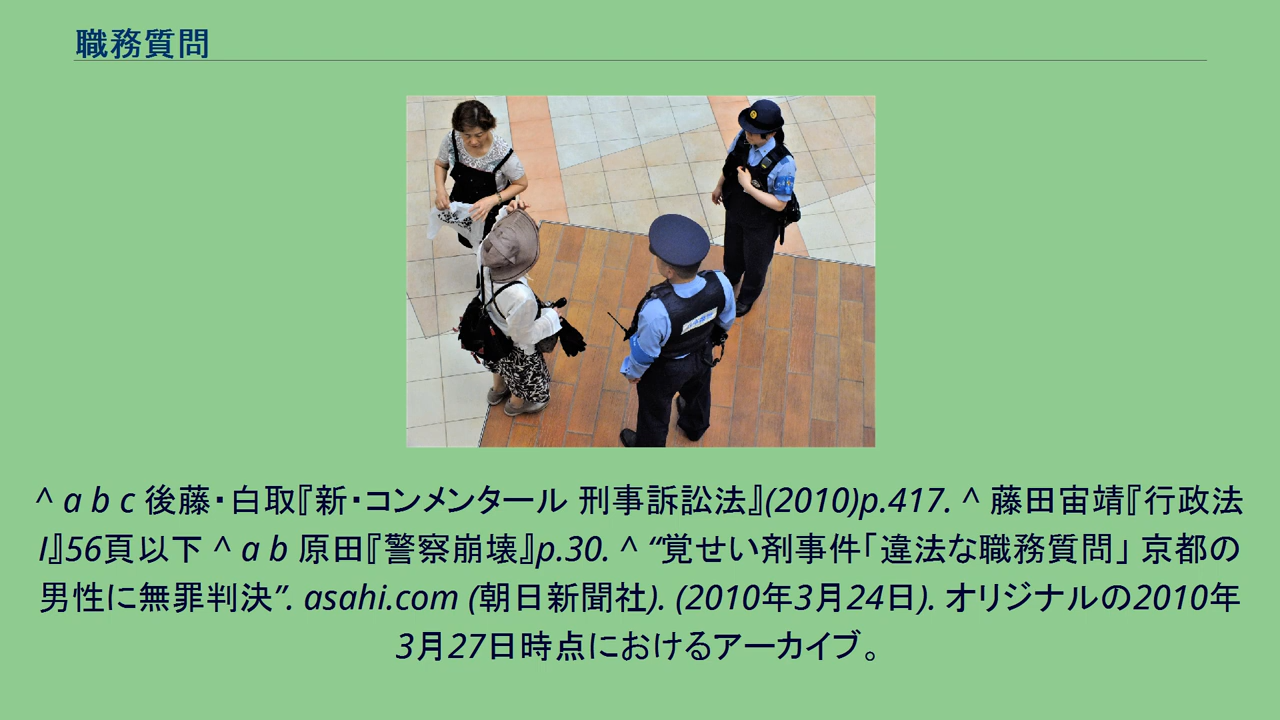 職務質問
^ a b c 後藤・白取『新・コンメンタール 刑事訴訟法』(2010)p.417. ^ 藤田宙靖『行政法
I』56頁以下 ^ a b 原田『警察崩壊』p.30. ^ “覚せい剤事件「違法な職務質問」 京都の
男性に無罪判決”. asahi.com (朝日新聞社). (2010年3月24日). オリジナルの2010年
3月27日時点におけるアーカイブ。